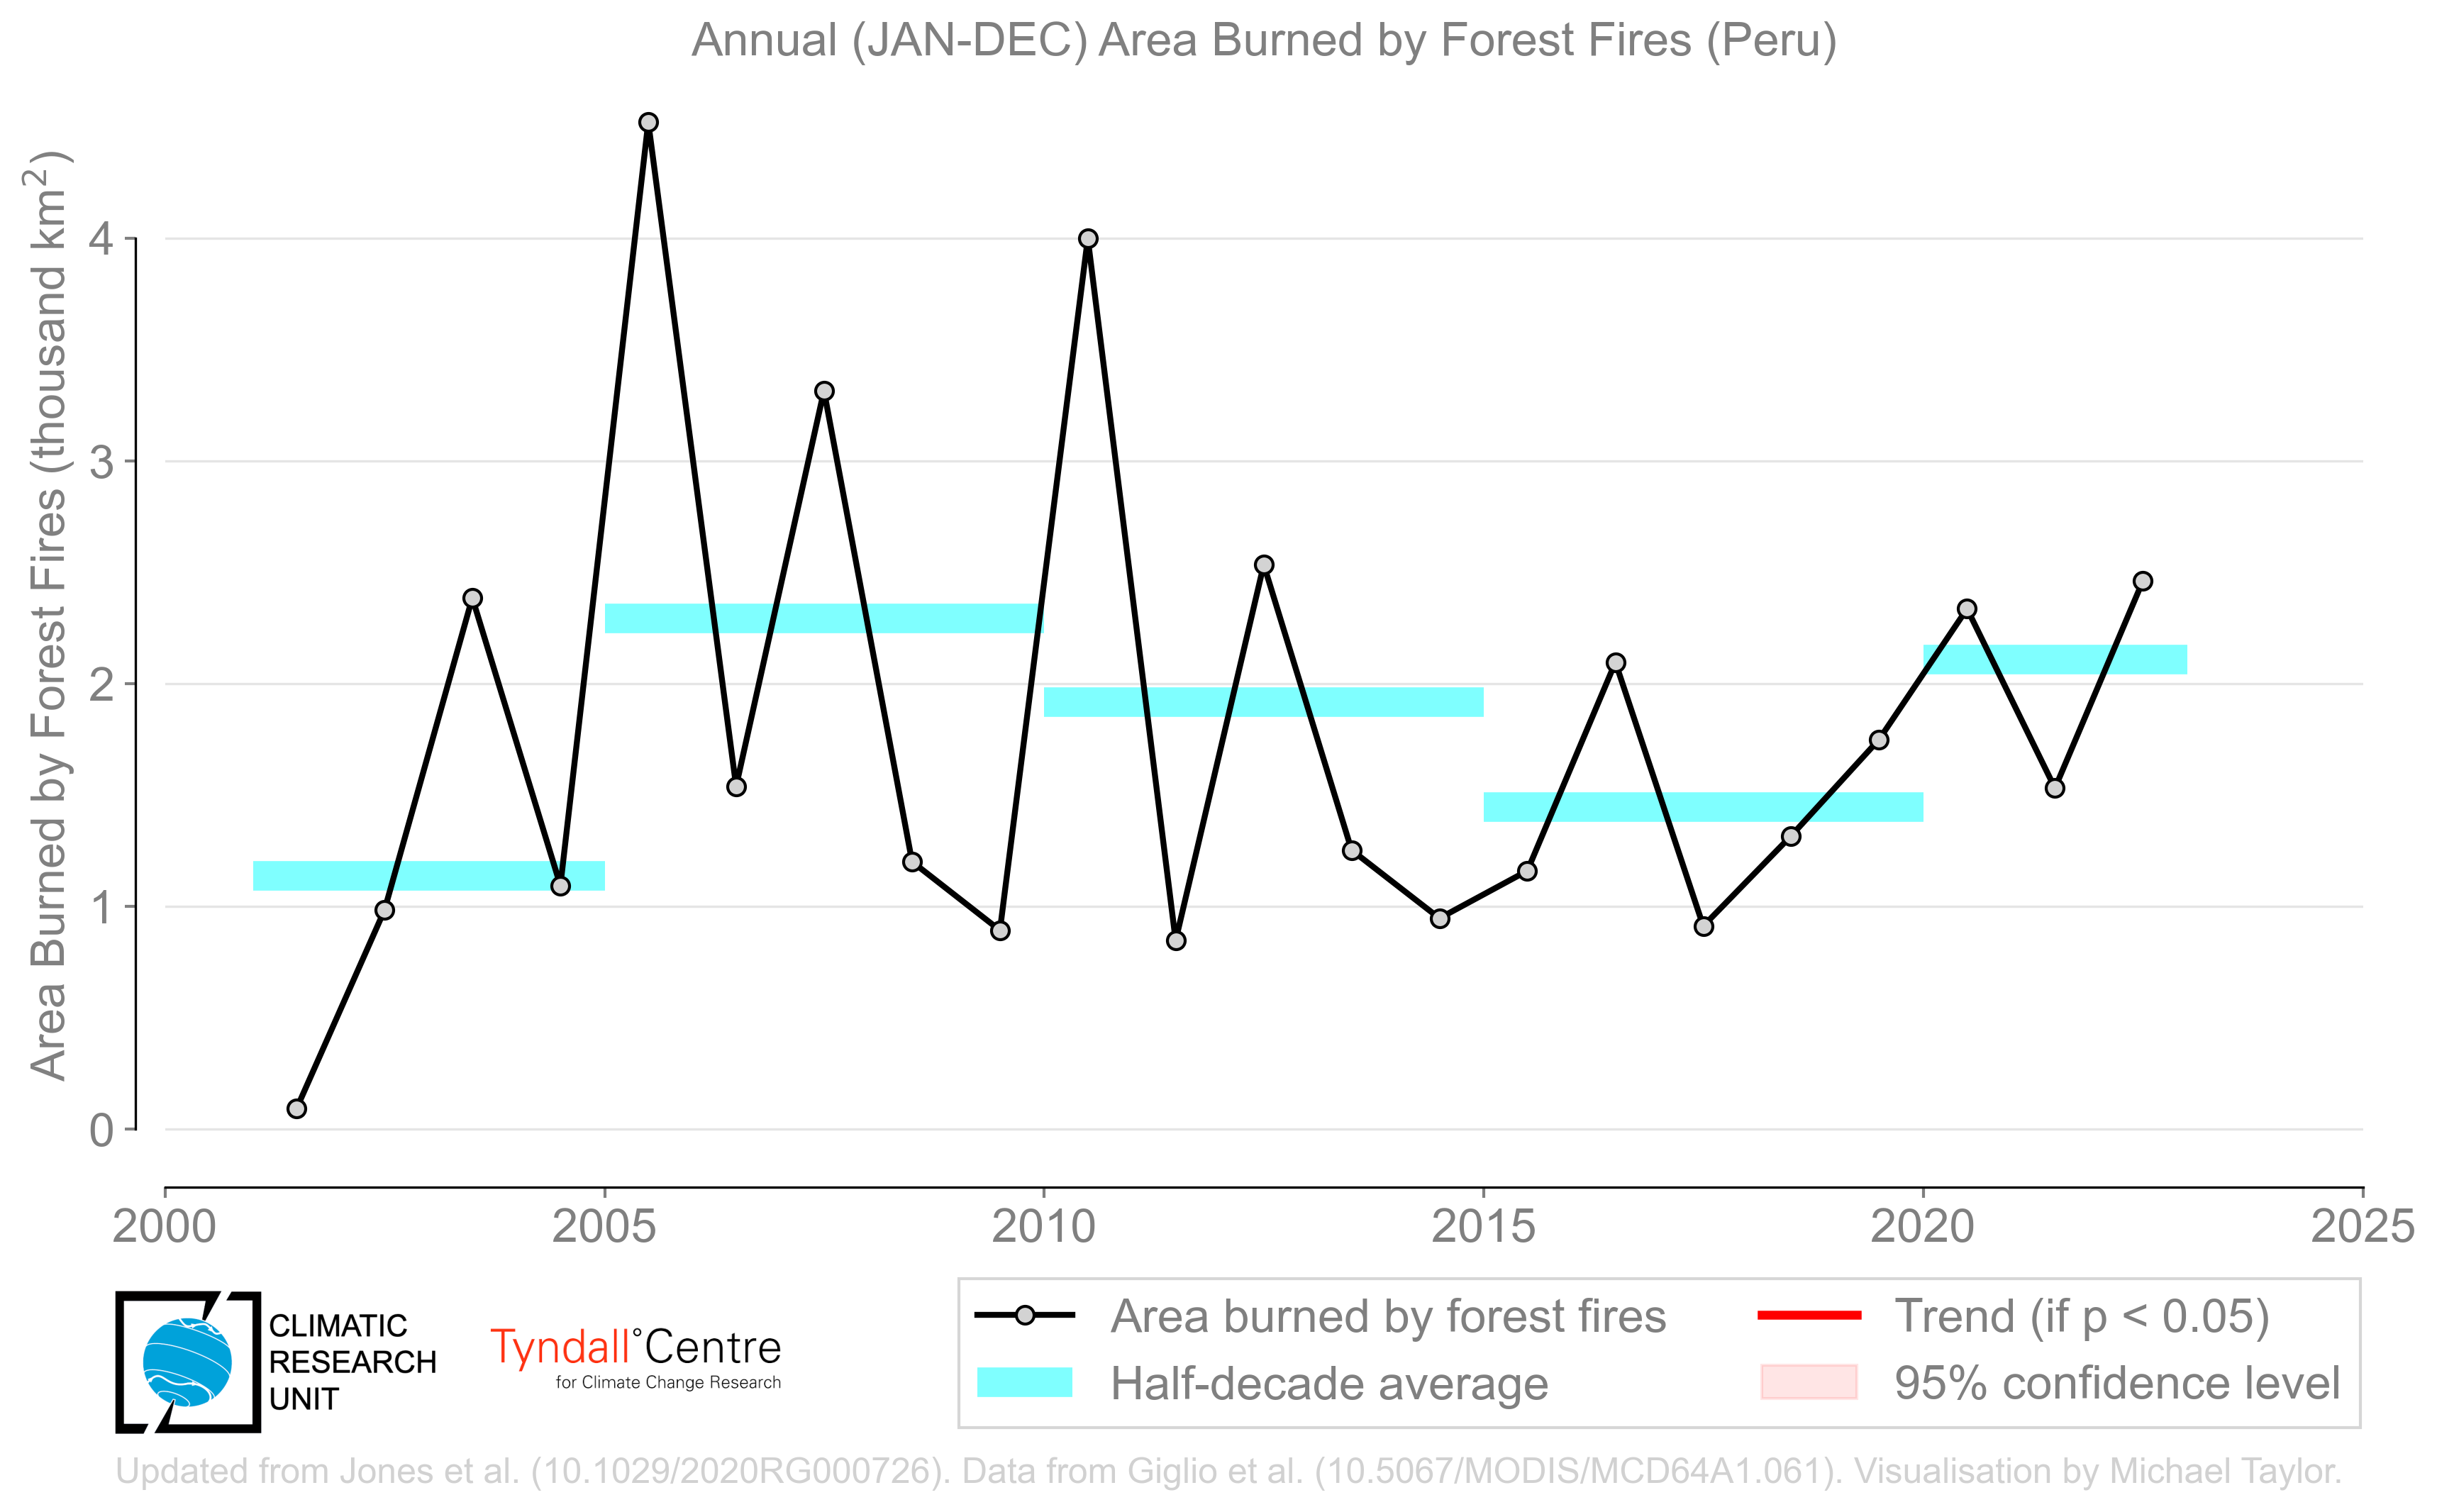 Annual (JAN-DEC) Area Burned by Forest Fires (Peru)
Area Burned by Forest Fires (thousand km²)
4
3
2
1
0
2000 2005 2010 2015 2020 2025
CLIMATIC
RESEARCH
UNIT
Tyndall°Centre
for Climate Change Research
Area burned by forest fires
Half-decade average
Trend (if p < 0.05)
95% confidence level
Updated from Jones et al. (10.1029/2020RG000726). Data from Giglio et al. (10.5067/MODIS/MCD64A1.061). Visualisation by Michael Taylor.